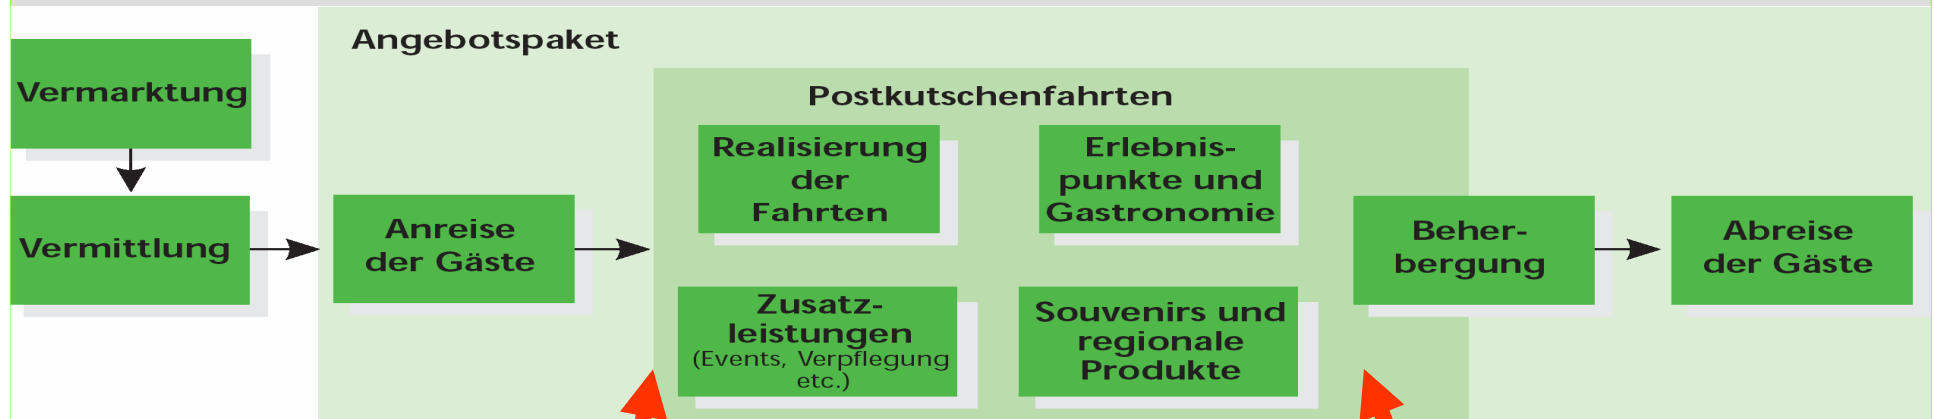 Angebotspaket
Vermarktung
Postkutschenfahrten
Realisierung
der
Fahrten
Erlebnis-
punkte und
Gastronomie
Vermittlung
Anreise
der Gäste
Beher-
bergung
Abreise
der Gäste
Zusatz-
leistungen
(Events, Verpflegung
etc.)
Souvenirs und
regionale
Produkte